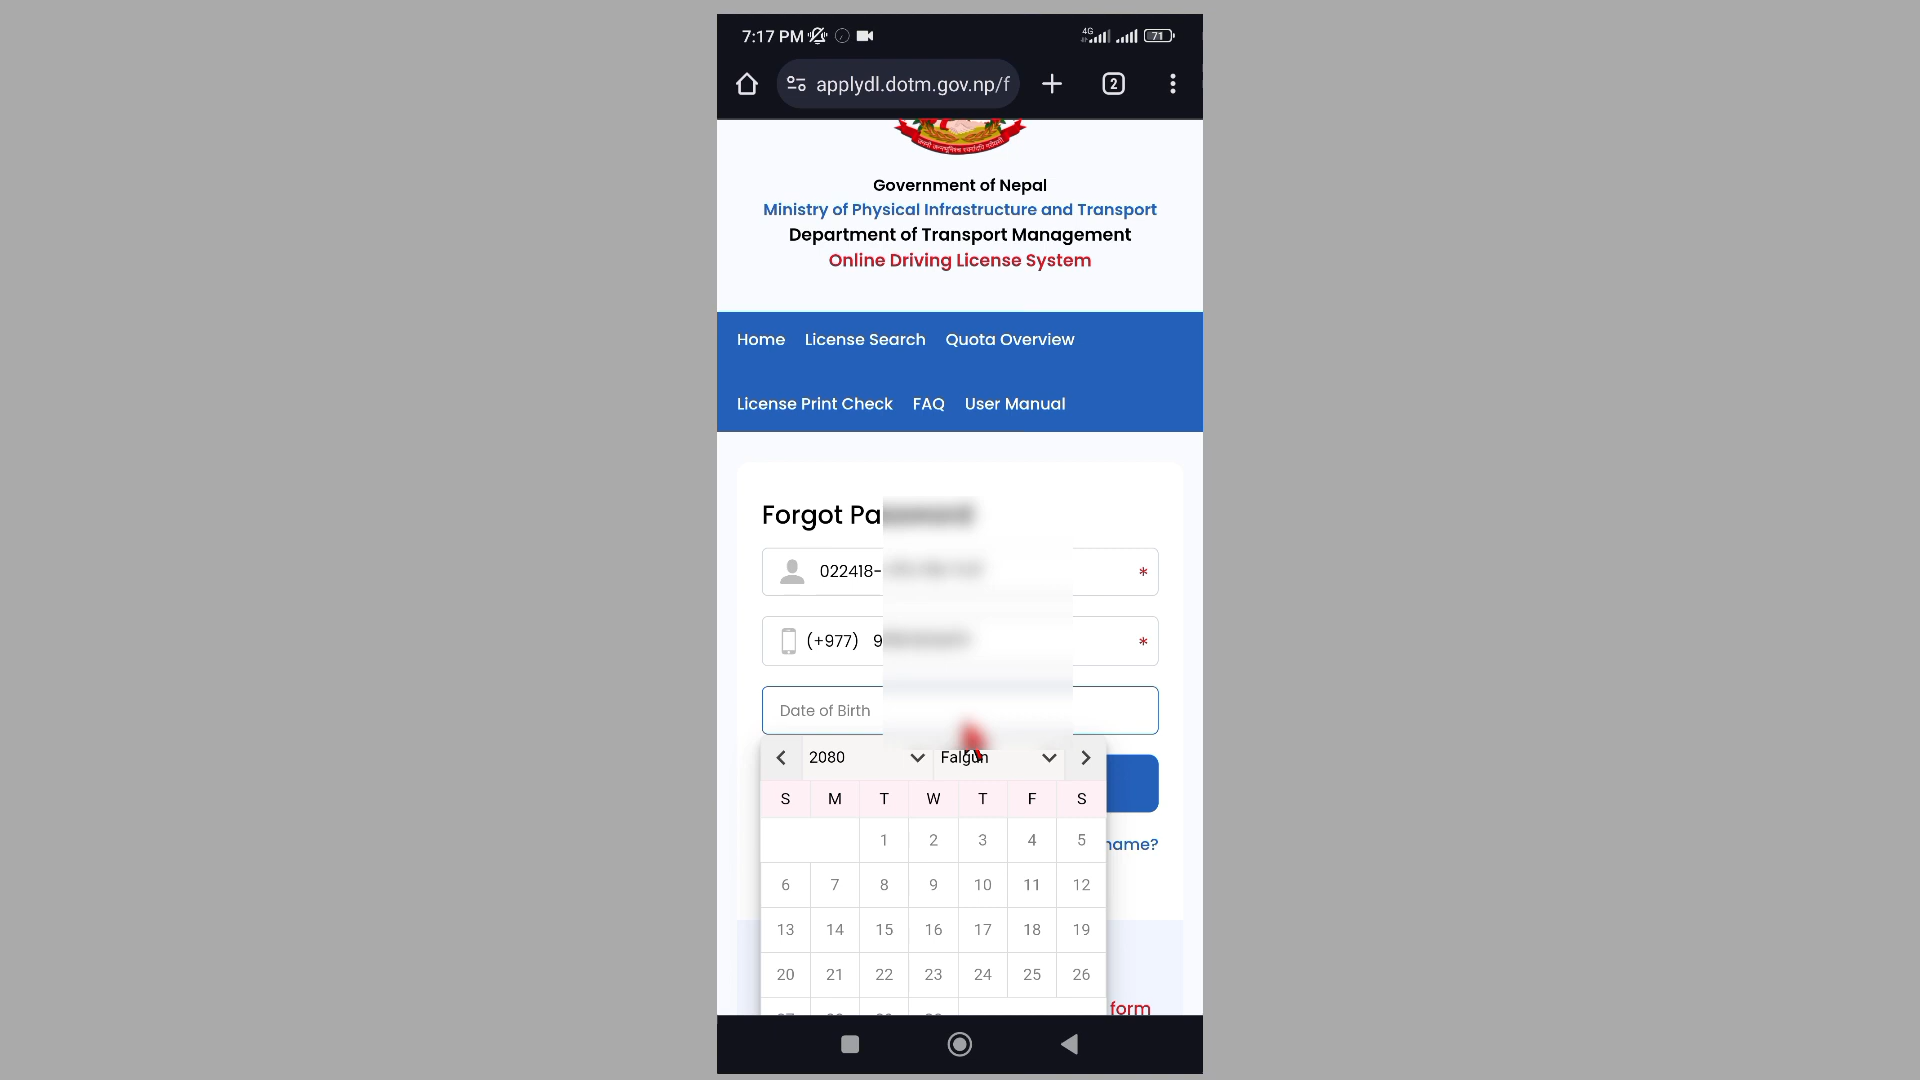 7:17 PM
4G
71
applydl.dotm.gov.np/f
2
Government of Nepal
Ministry of Physical Infrastructure and Transport
Department of Transport Management
Online Driving License System
Home License Search Quota Overview
License Print Check FAQ User Manual
Forgot
022418-
*
(+977) 9
*
Date of Birth
2080 Falgun
S M T W T F S
1 2 3 4 5
name?
6 7 8 9 10 11 12
13 14 15 16 17 18 19
20 21 22 23 24 25 26
form